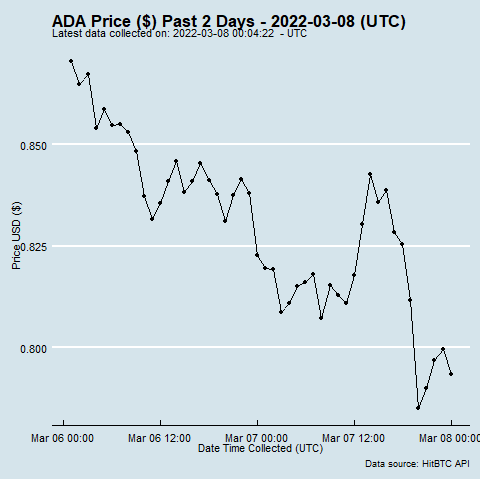 ADA Price ($) Past 2 Days - 2022-03-08 (UTC)
Latest data collected on: 2022-03-08 00:04:22  - UTC
0.850
0.825
0.800
Price USD ($)
Mar 06 00:00 Mar 06 12:00 Mar 07 00:00 Mar 07 12:00 Mar 08 00:00
Date Time Collected (UTC)
Data source: HitBTC API